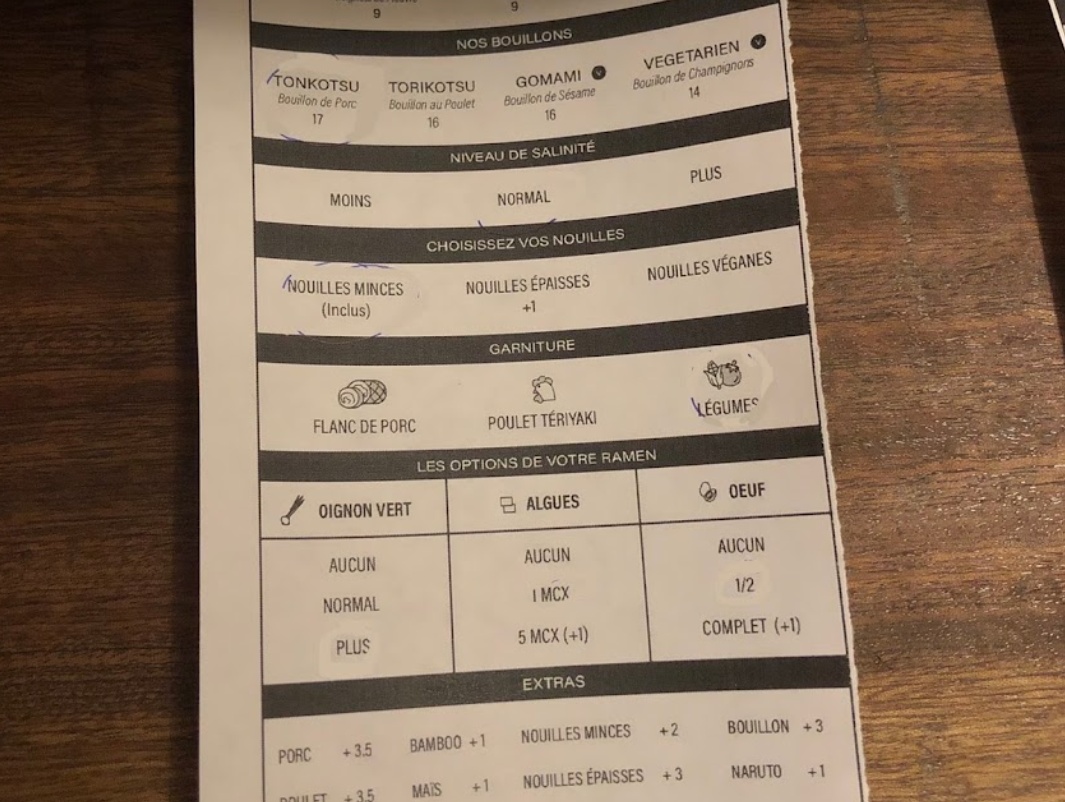 9 9
NOS BOUILLONS
TONKOTSU TORIKOTSU GOMAMI V VEGETARIEN V
Bouillon de Porc Bouillon au Poulet Bouillon de Sésame Bouillon de Champignons
17 16 16 14
NIVEAU DE SALINITÉ
MOINS NORMAL PLUS
CHOISISSEZ VOS NOUILLES
NOUILLES MINCES NOUILLES ÉPAISSES NOUILLES VÉGANES
(Inclus) +1
GARNITURE
FLANC DE PORC POULET TÉRIYAKI LÉGUMES
LES OPTIONS DE VOTRE RAMEN
OIGNON VERT ALGUES OEUF
AUCUN AUCUN AUCUN
NORMAL 1 MCX 1/2
PLUS 5 MCX (+1) COMPLET (+1)
EXTRAS
PORC +3.5 BAMBOO +1 NOUILLES MINCES +2 BOUILLON +3
POULET +3.5 MAÏS +1 NOUILLES ÉPAISSES +3 NARUTO +1